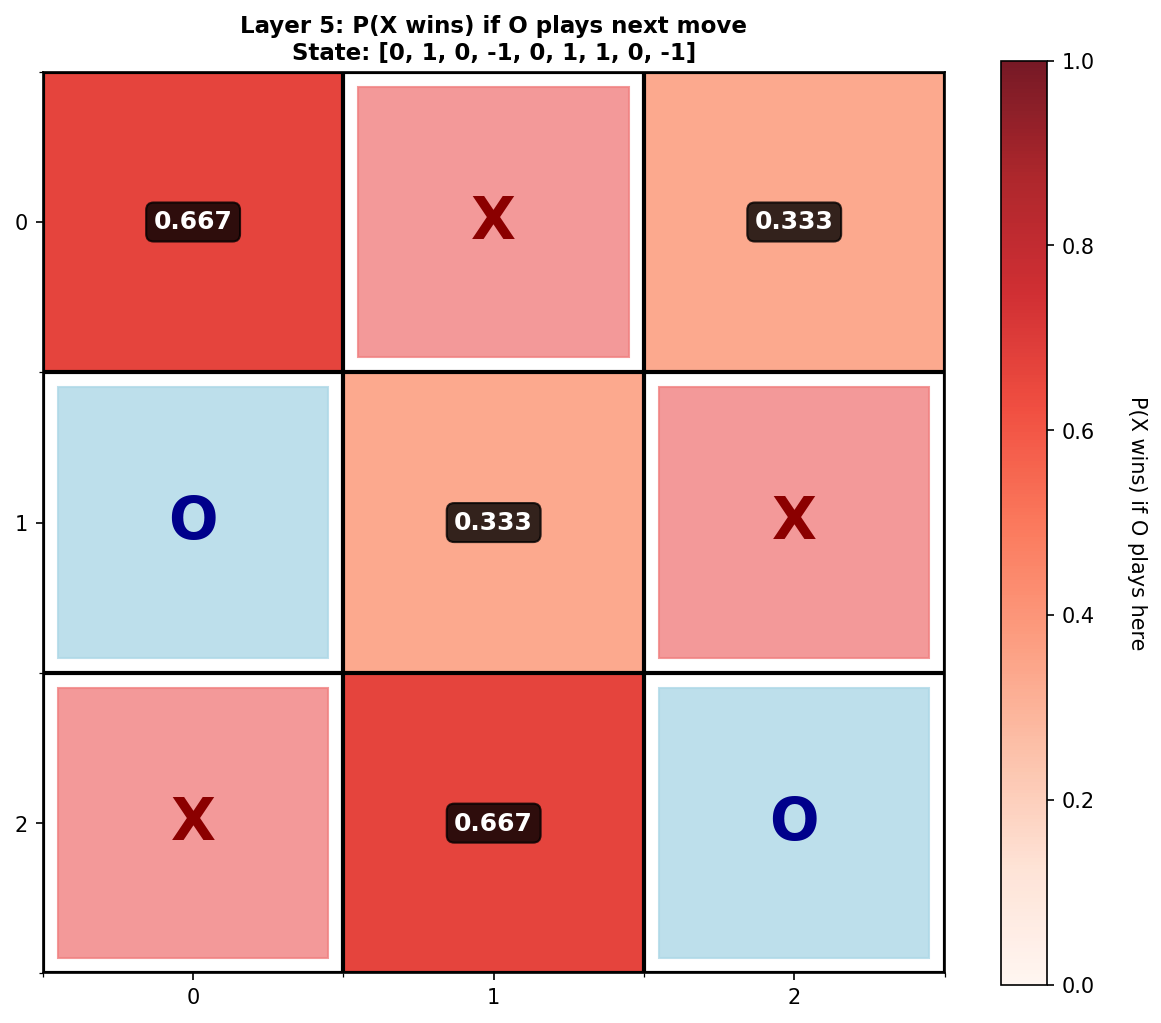 Layer 5: P(X wins) if O plays next move
State: [0, 1, 0, -1, 0, 1, 1, 0, -1]
0.667 X 0.333
O 0.333 X
X 0.667 O
0
1
2
0 1 2
1.0
0.8
0.6
0.4
0.2
0.0
P(X wins) if O plays here